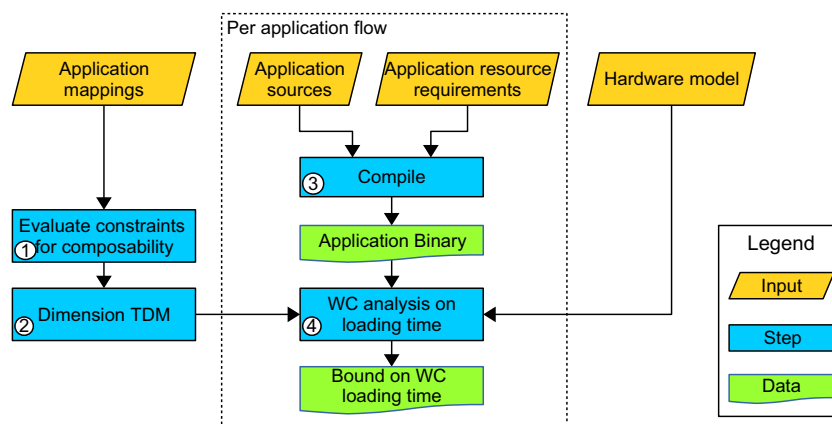 Per application flow
Application
mappings
Application
sources
Application resource
requirements
Hardware model
3
Compile
Evaluate constraints
1
for composability
Application Binary
2
Dimension TDM
WC analysis on
4
loading time
Bound on WC
loading time
Legend
Input
Step
Data